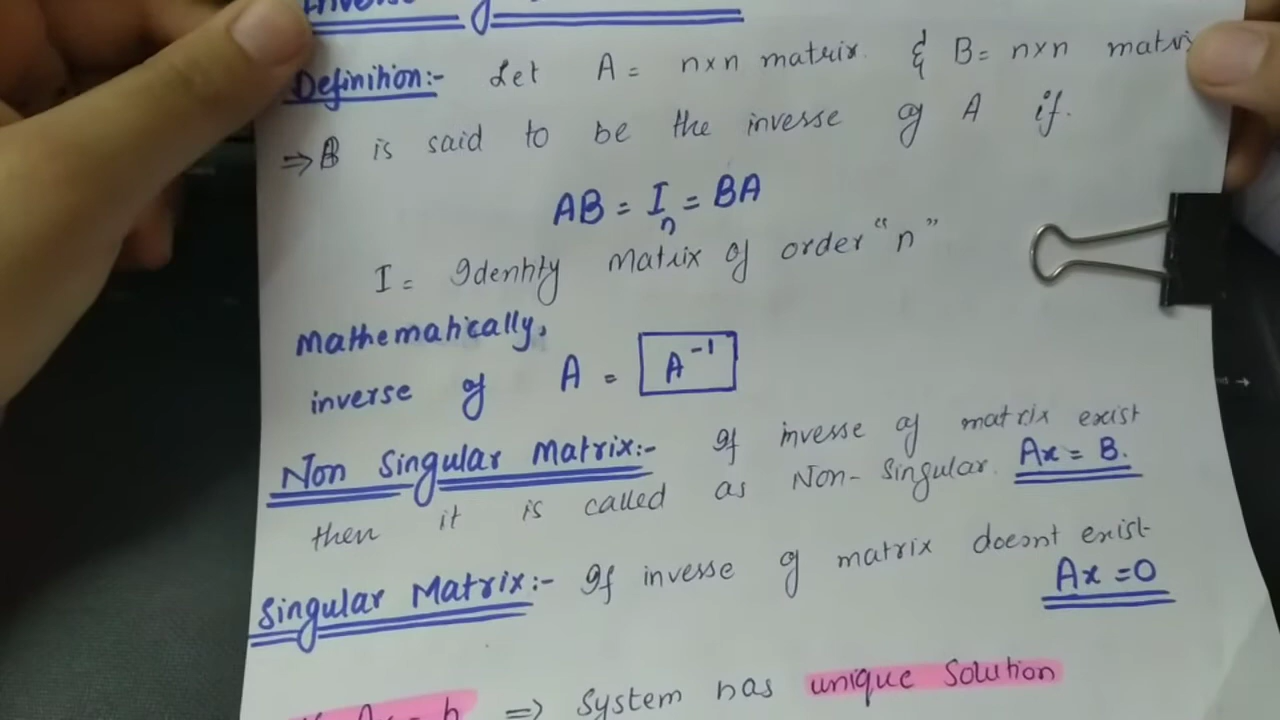 Definition:- Let A = n×n matrix & B = n×n
⇒ B is said to be the inverse of A if.
AB = Iₙ = BA
I = Identity matrix of order "n"
Mathematically,
inverse of A = A⁻¹
Non Singular Matrix:- If inverse of matrix exist
then it is called as Non-Singular. Ax = B.
Singular Matrix:- If inverse of matrix doesnt exist
Ax = 0
⇒ System has unique Solution